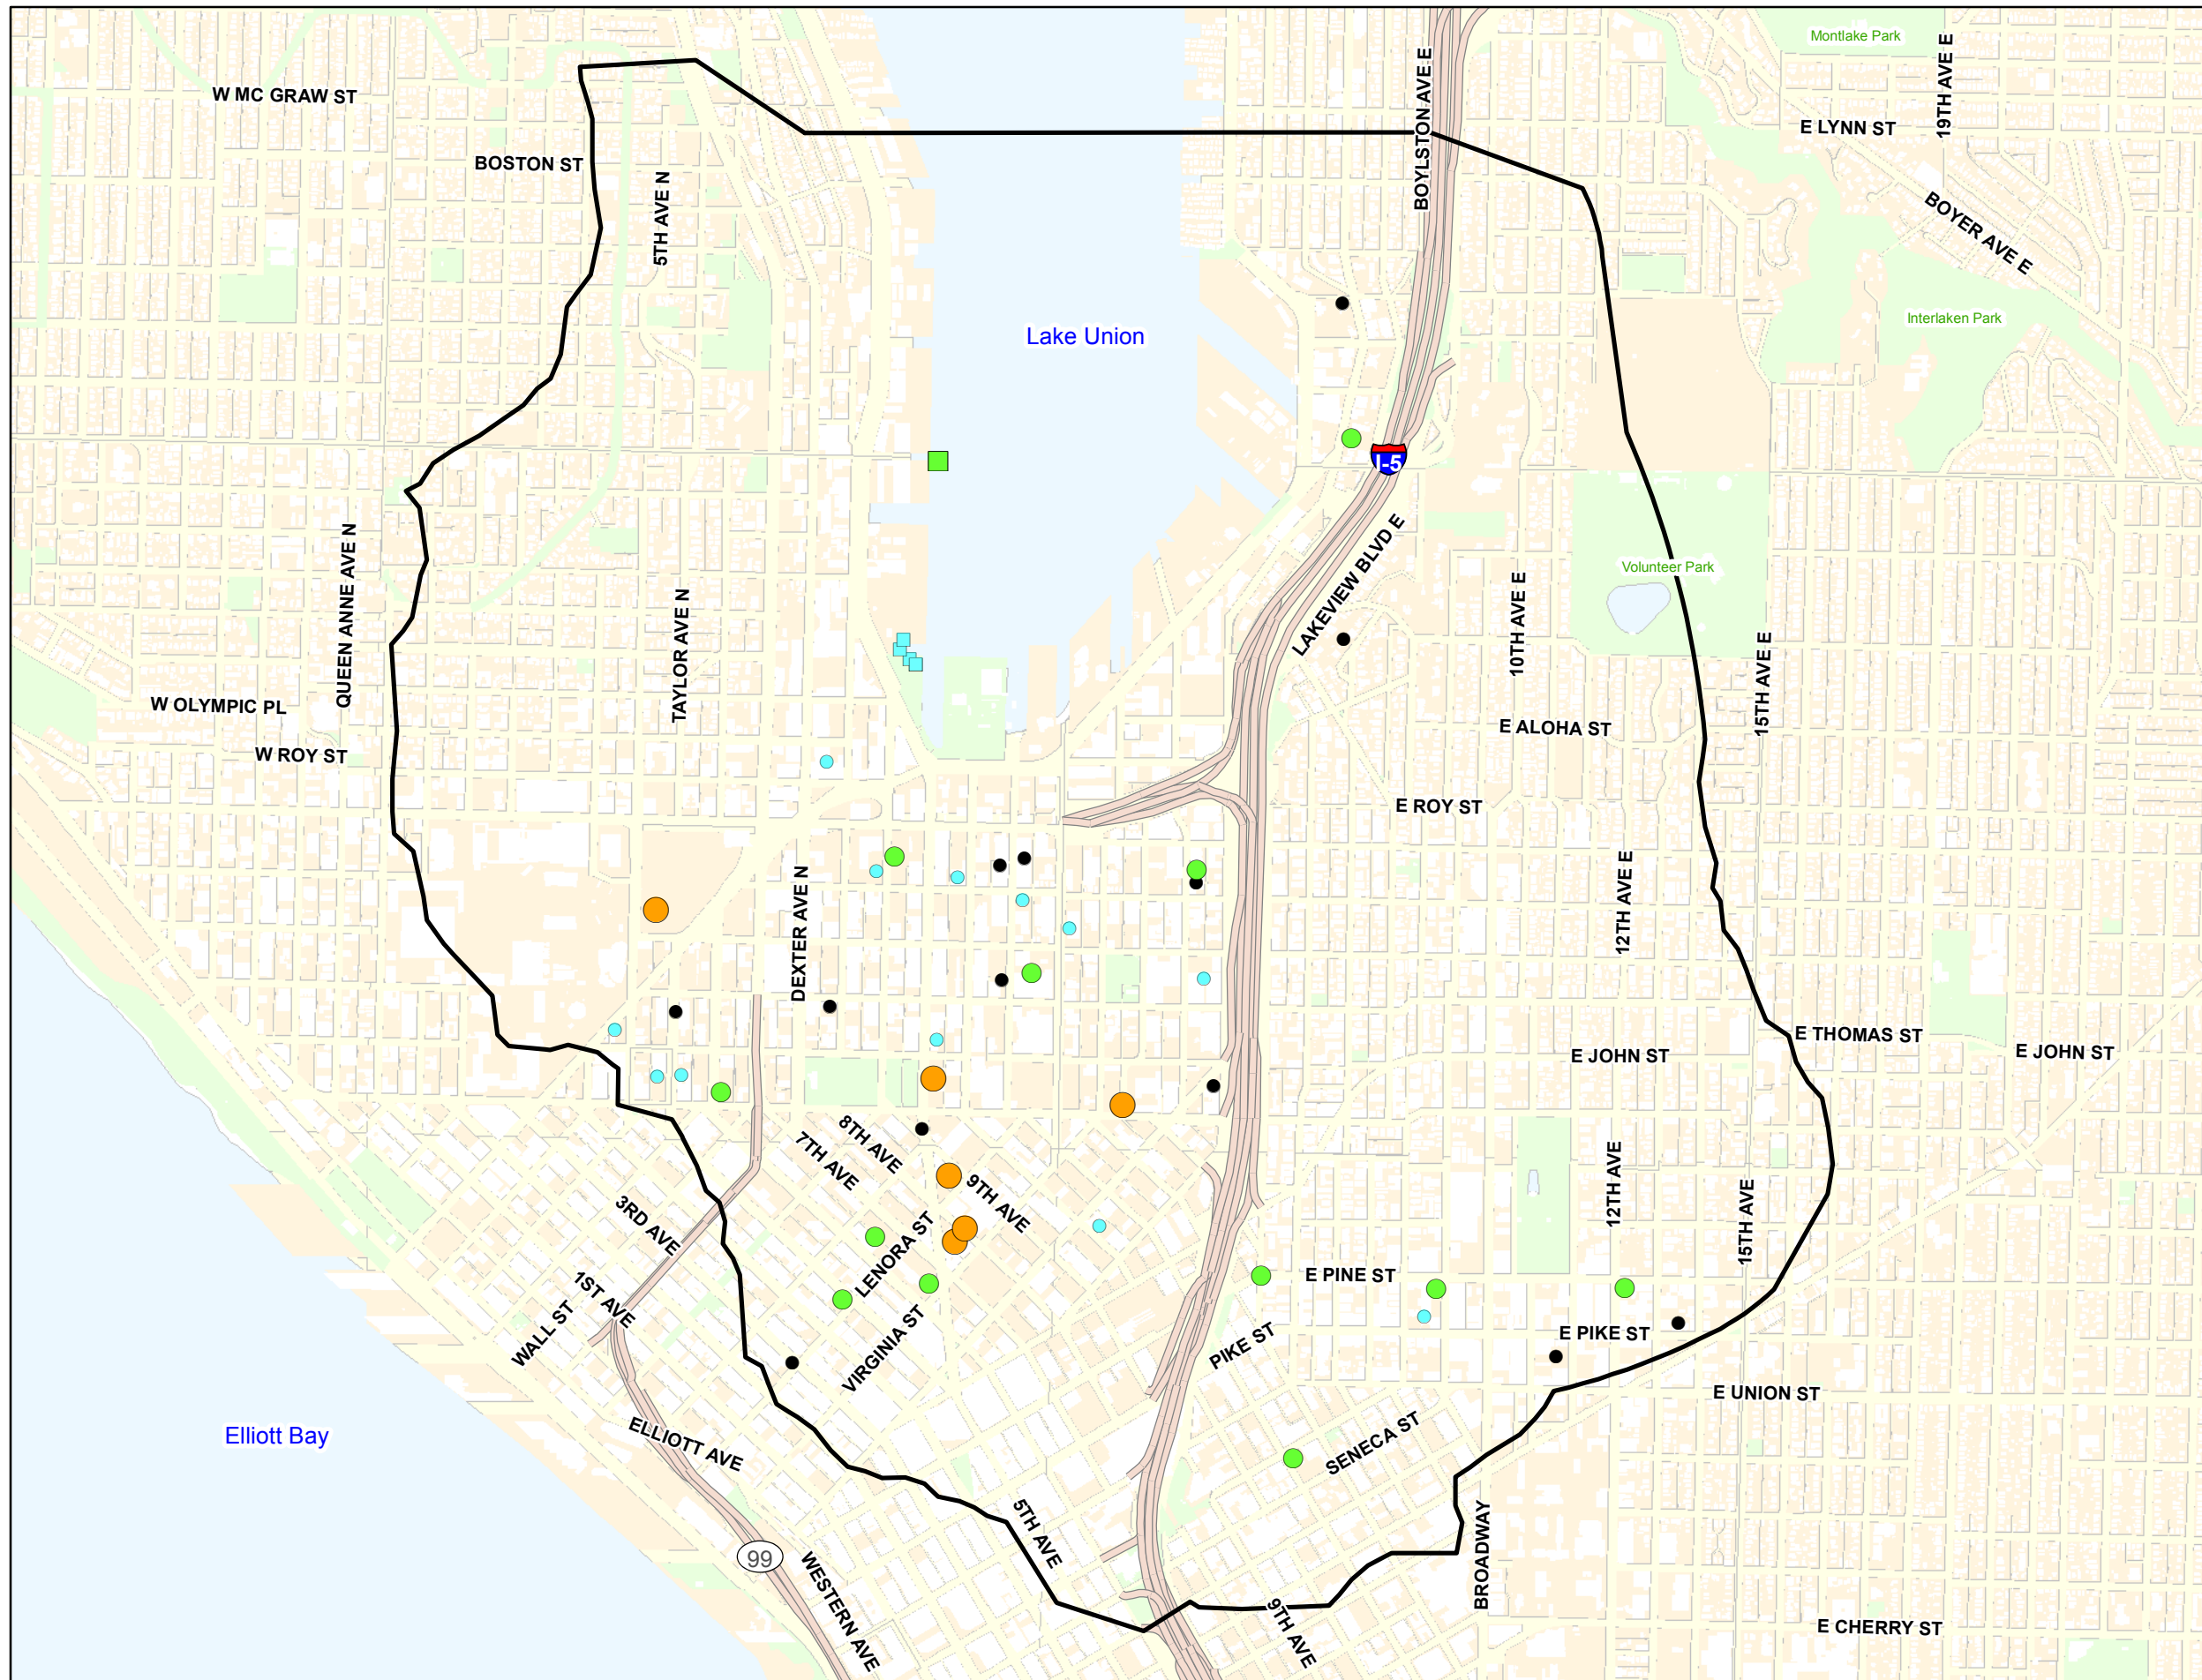 Montlake Park
W MC GRAW ST
BOYLSTON AVE E
19TH AVE E
E LYNN ST
BOSTON ST
5TH AVE N
BOYER AVE E
Lake Union
Interlaken Park
I-5
QUEEN ANNE AVE N
LAKEVIEW BLVD E
Volunteer Park
TAYLOR AVE N
10TH AVE E
15TH AVE E
W OLYMPIC PL
W ROY ST
E ALOHA ST
E ROY ST
DEXTER AVE N
12TH AVE E
E THOMAS ST
E JOHN ST
E JOHN ST
8TH AVE
7TH AVE
12TH AVE
15TH AVE
9TH AVE
3RD AVE
LENORA ST
E PINE ST
1ST AVE
WALL ST
VIRGINIA ST
PIKE ST
E PIKE ST
E UNION ST
Elliott Bay
ELLIOTT AVE
SENECA ST
5TH AVE
BROADWAY
99
WESTERN AVE
9TH AVE
E CHERRY ST